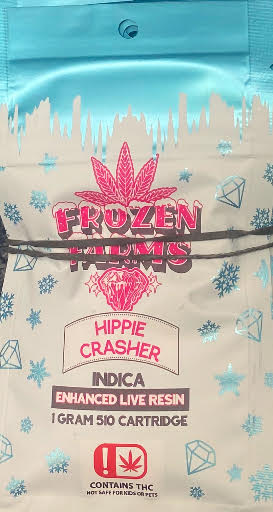 FROZEN
FARMS
HIPPIE
CRASHER
INDICA
ENHANCED LIVE RESIN
1 GRAM 510 CARTRIDGE
!
CONTAINS THC
NOT SAFE FOR KIDS OR PETS